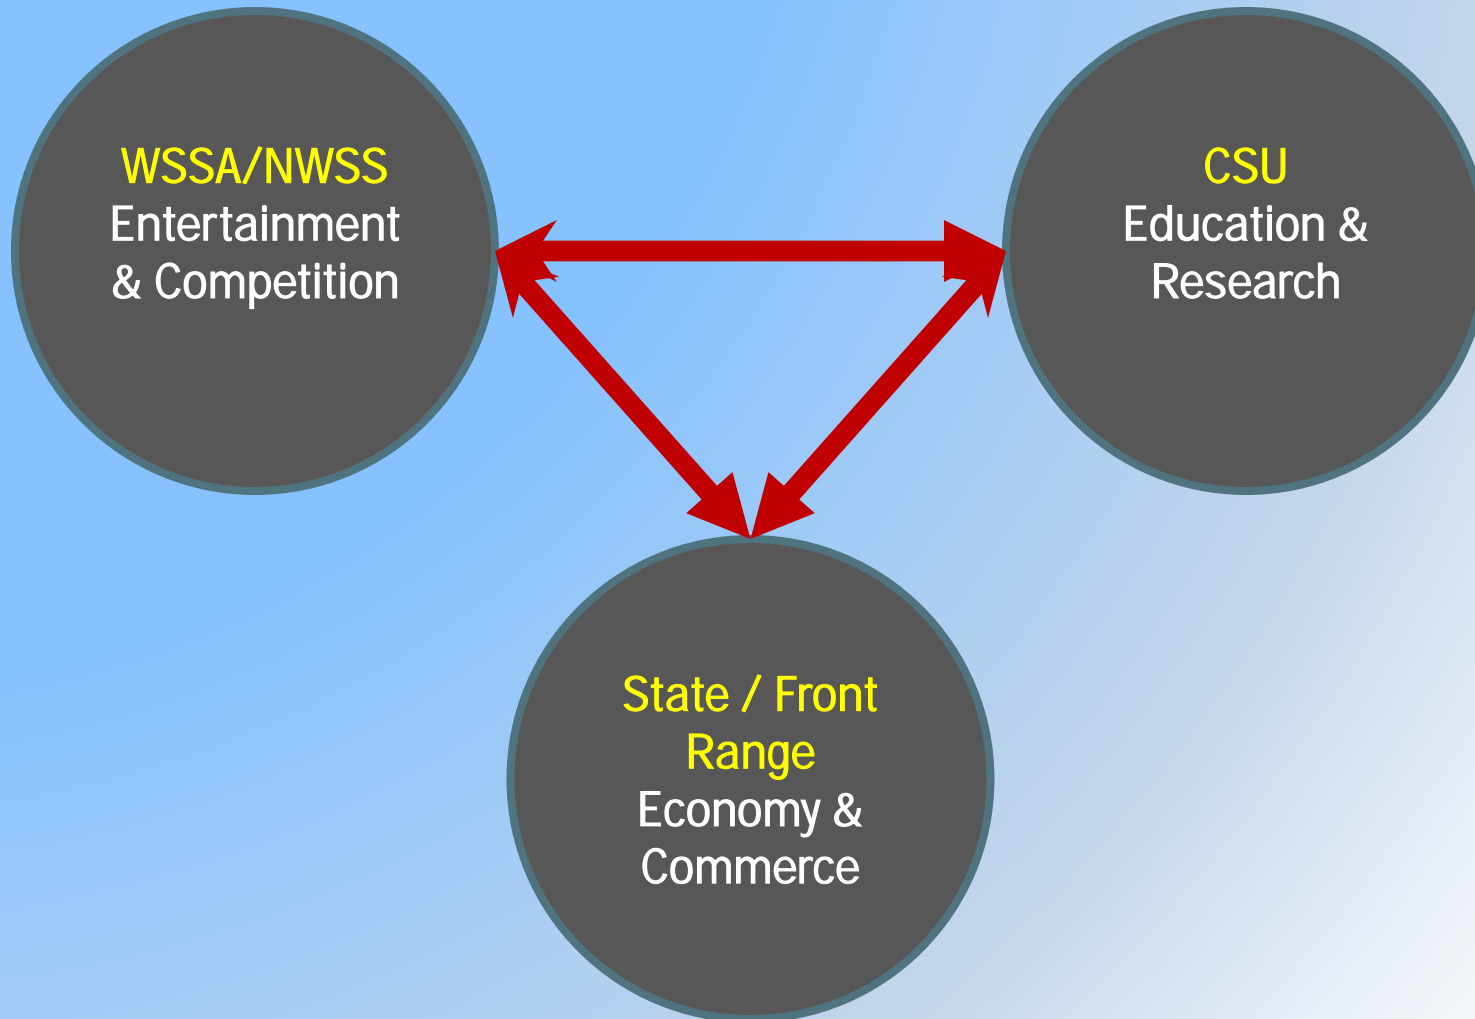 WSSA/NWSS
Entertainment
& Competition
CSU
Education &
Research
State / Front
Range
Economy &
Commerce